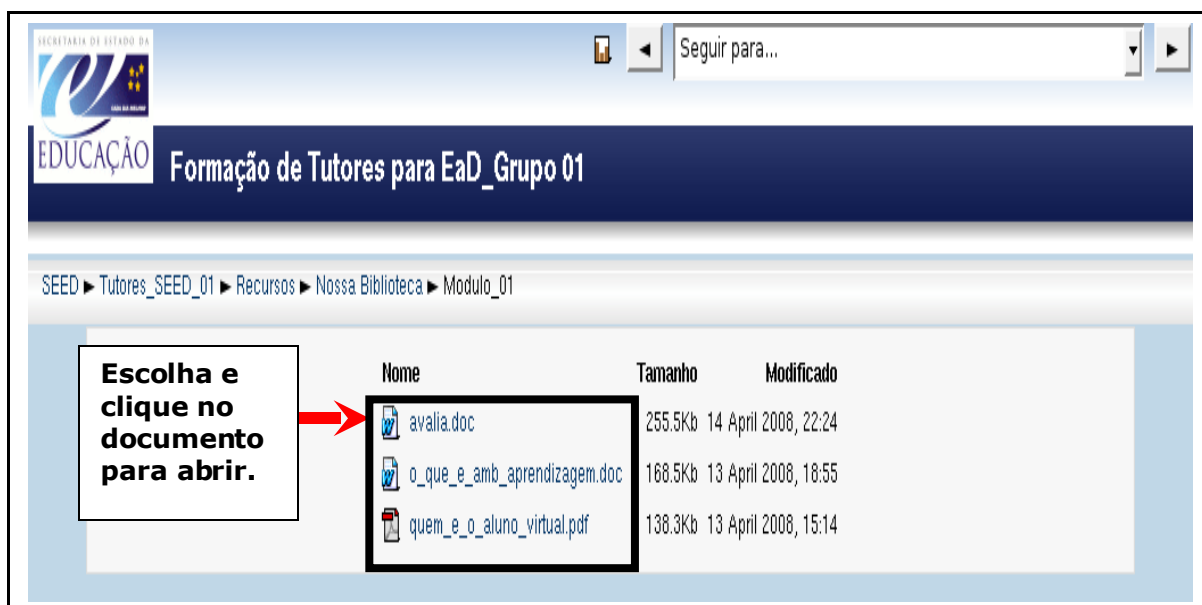 SECRETARIA DE ESTADO DA
EDUCAÇÃO
Seguir para...
Formação de Tutores para EaD_Grupo 01
SEED ► Tutores_SEED_01 ► Recursos ► Nossa Biblioteca ► Modulo_01
Escolha e
clique no
documento
para abrir.
Nome Tamanho Modificado
avalia.doc 255.5Kb 14 April 2008, 22:24
o_que_e_amb_aprendizagem.doc 168.5Kb 13 April 2008, 18:55
quem_e_o_aluno_virtual.pdf 138.3Kb 13 April 2008, 15:14